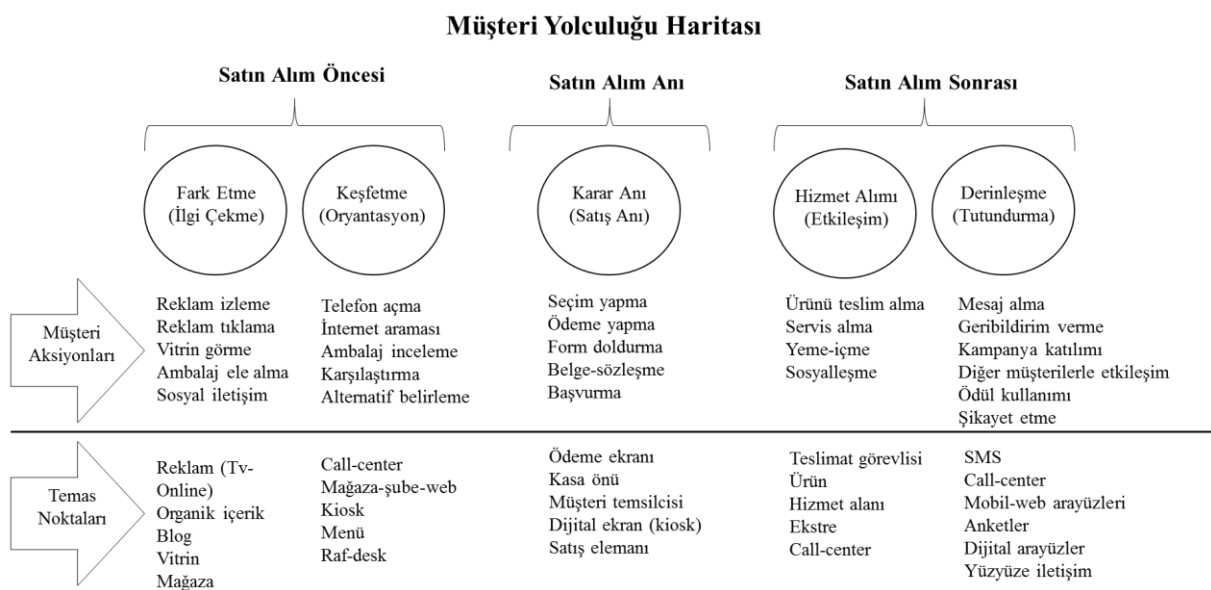 Müşteri Yolculuğu Haritası
Satın Alım Öncesi
Satın Alım Anı
Satın Alım Sonrası
Fark Etme
(İlgi Çekme)
Keşfetme
(Oryantasyon)
Karar Anı
(Satış Anı)
Hizmet Alımı
(Etkileşim)
Derinleşme
(Tutundurma)
Müşteri
Aksiyonları
Reklam izleme
Reklam tıklama
Vitrin görme
Ambalaj ele alma
Sosyal iletişim
Telefon açma
İnternet araması
Ambalaj inceleme
Karşılaştırma
Alternatif belirleme
Seçim yapma
Ödeme yapma
Form doldurma
Belge-sözleşme
Başvurma
Ürünü teslim alma
Servis alma
Yeme-içme
Sosyalleşme
Mesaj alma
Geribildirim verme
Kampanya katılımı
Diğer müşterilerle etkileşim
Ödül kullanımı
Şikayet etme
Temas
Noktaları
Reklam (Tv-
Online)
Organik içerik
Blog
Vitrin
Mağaza
Call-center
Mağaza-şube-web
Kiosk
Menü
Raf-desk
Ödeme ekranı
Kasa önü
Müşteri temsilcisi
Dijital ekran (kiosk)
Satış elemanı
Teslimat görevlisi
Ürün
Hizmet alanı
Ekstre
Call-center
SMS
Call-center
Mobil-web arayüzleri
Anketler
Dijital arayüzler
Yüzyüze iletişim